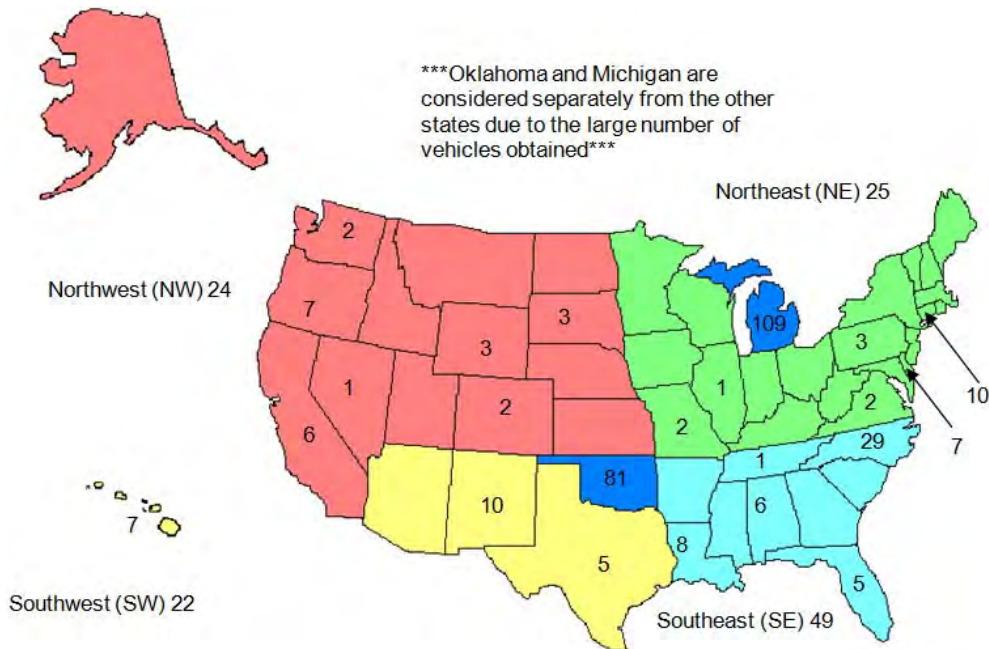 ***Oklahoma and Michigan are
considered separately from the other
states due to the large number of
vehicles obtained***
Northeast (NE) 25
2
Northwest (NW) 24
7
3
109
3
3
1
1
2
10
6
2
2
7
29
1
81
10
6
7
8
5
5
Southwest (SW) 22
Southeast (SE) 49